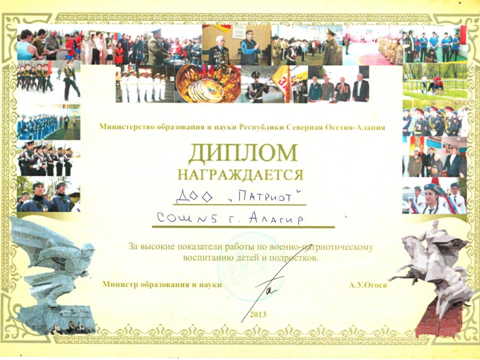 Министерство образования и науки Республики Северная Осетия-Алания
ДИПЛОМ
НАГРАЖДАЕТСЯ
ДОО "Патриот"
СОШ N5 г. Алагир
За высокие показатели работы по военно-патриотическому
воспитанию детей и подростков.
Министр образования и науки
А.У.Огоев
2013